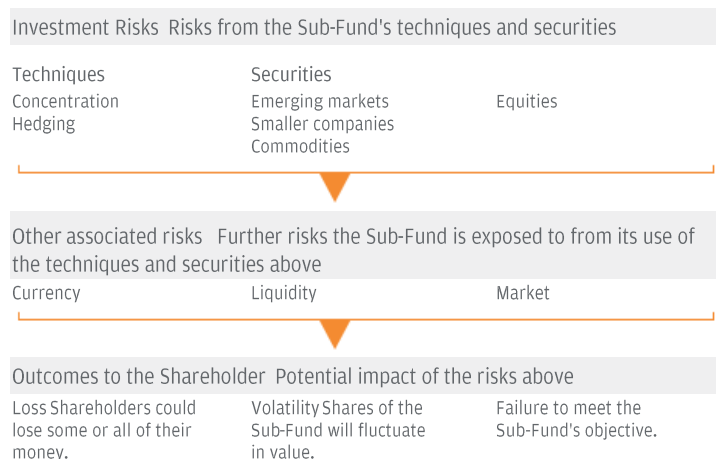 Investment Risks Risks from the Sub-Fund's techniques and securities
Techniques
Concentration
Hedging
Securities
Emerging markets
Smaller companies
Commodities
Equities
Other associated risks Further risks the Sub-Fund is exposed to from its use of
the techniques and securities above
Currency
Liquidity
Market
Outcomes to the Shareholder Potential impact of the risks above
Loss Shareholders could
lose some or all of their
money.
Volatility Shares of the
Sub-Fund will fluctuate
in value.
Failure to meet the
Sub-Fund's objective.